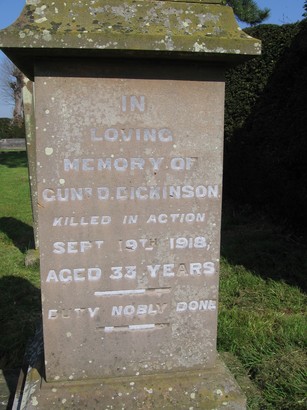 IN
LOVING
MEMORY OF
GUNR D. DICKINSON
KILLED IN ACTION
SEPT 19TH 1918,
AGED 33 YEARS
DUTY NOBLY DONE